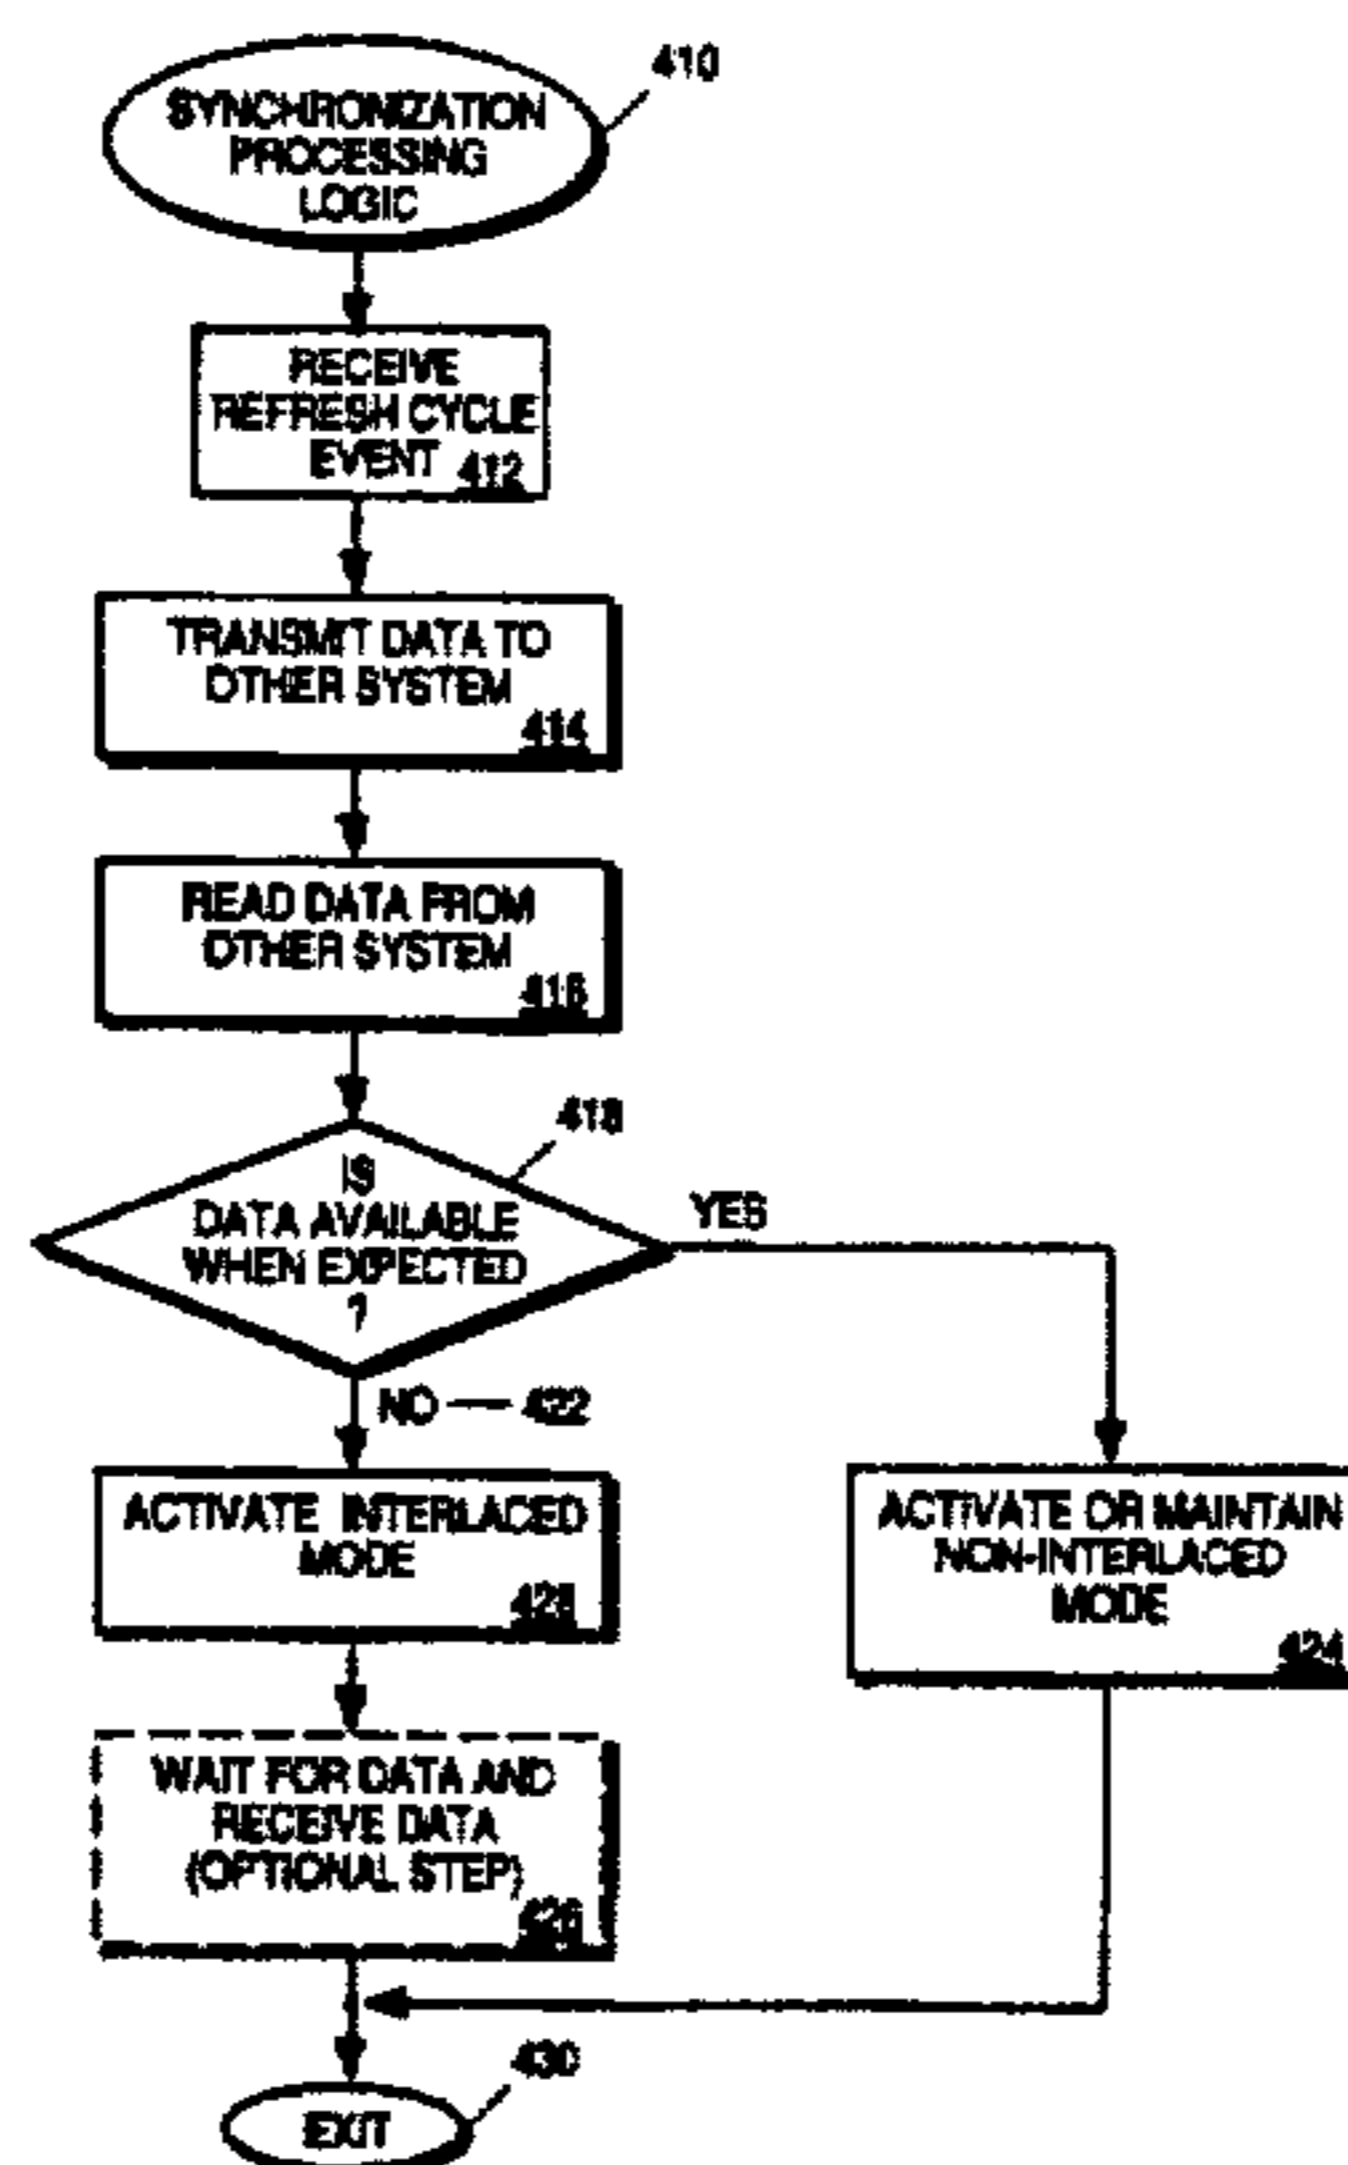 410
SYNCHRONIZATION
PROCESSING
LOGIC
RECEIVE
REFRESH CYCLE
EVENT 412
TRANSMIT DATA TO
OTHER SYSTEM
414
READ DATA FROM
OTHER SYSTEM
416
418
IS
DATA AVAILABLE
WHEN EXPECTED
?
YES
NO — 422
ACTIVATE INTERLACED
MODE
ACTIVATE OR MAINTAIN
NON-INTERLACED
MODE
424
WAIT FOR DATA AND
RECEIVE DATA
(OPTIONAL STEP)
430
EXIT